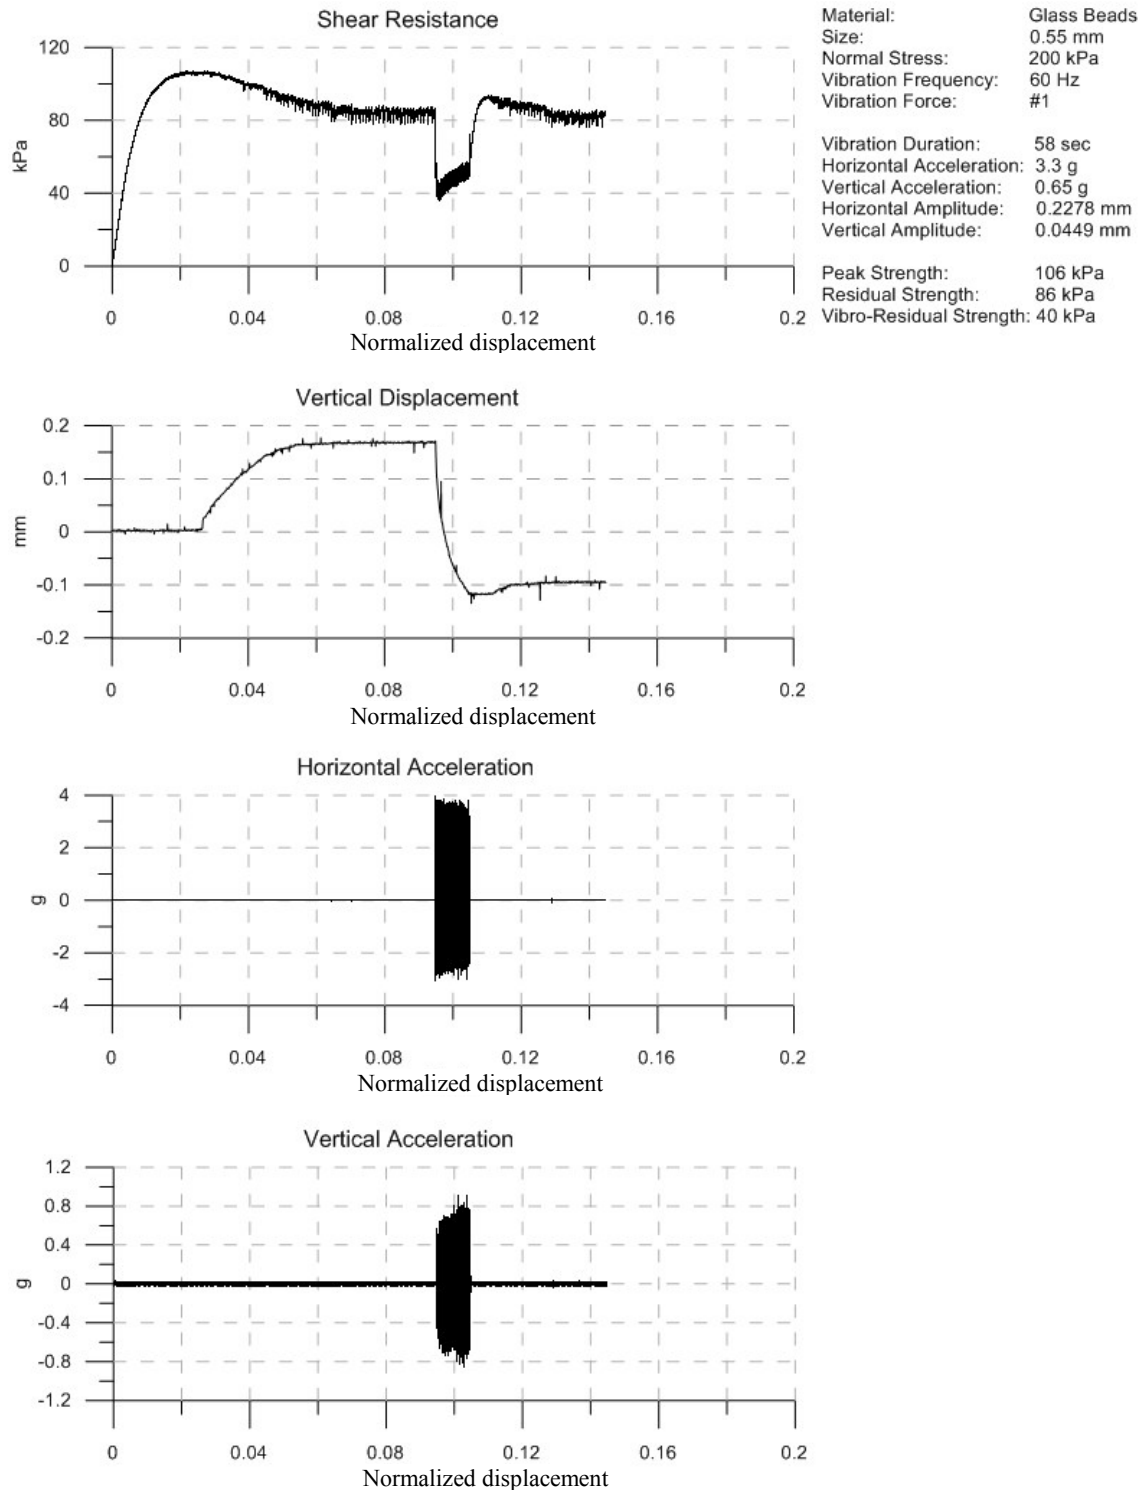 Shear Resistance
120
80
40
0
kPa
0 0.04 0.08 0.12 0.16 0.2
Normalized displacement
Material: Glass Beads
Size: 0.55 mm
Normal Stress: 200 kPa
Vibration Frequency: 60 Hz
Vibration Force: #1
Vibration Duration: 58 sec
Horizontal Acceleration: 3.3 g
Vertical Acceleration: 0.65 g
Horizontal Amplitude: 0.2278 mm
Vertical Amplitude: 0.0449 mm
Peak Strength: 106 kPa
Residual Strength: 86 kPa
Vibro-Residual Strength: 40 kPa
Vertical Displacement
0.2
0.1
0
-0.1
-0.2
mm
0 0.04 0.08 0.12 0.16 0.2
Normalized displacement
Horizontal Acceleration
4
2
0
-2
-4
g
0 0.04 0.08 0.12 0.16 0.2
Normalized displacement
Vertical Acceleration
1.2
0.8
0.4
0
-0.4
-0.8
-1.2
g
0 0.04 0.08 0.12 0.16 0.2
Normalized displacement